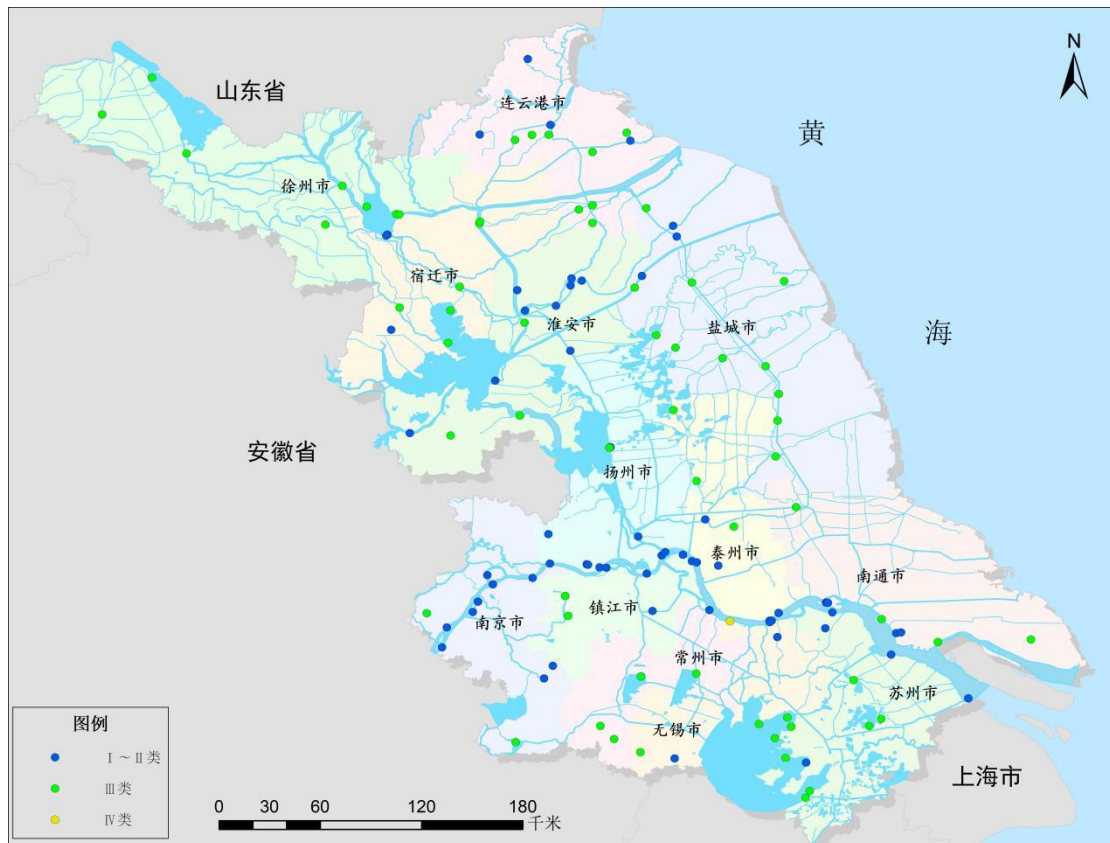 N
山东省
连云港市
黄
徐州市
宿迁市
淮安市
盐城市
海
安徽省
扬州市
泰州市
南通市
镇江市
南京市
常州市
苏州市
无锡市
上海市
图例
Ⅰ～Ⅱ类
Ⅲ类
Ⅳ类
0 30 60 120 180
千米